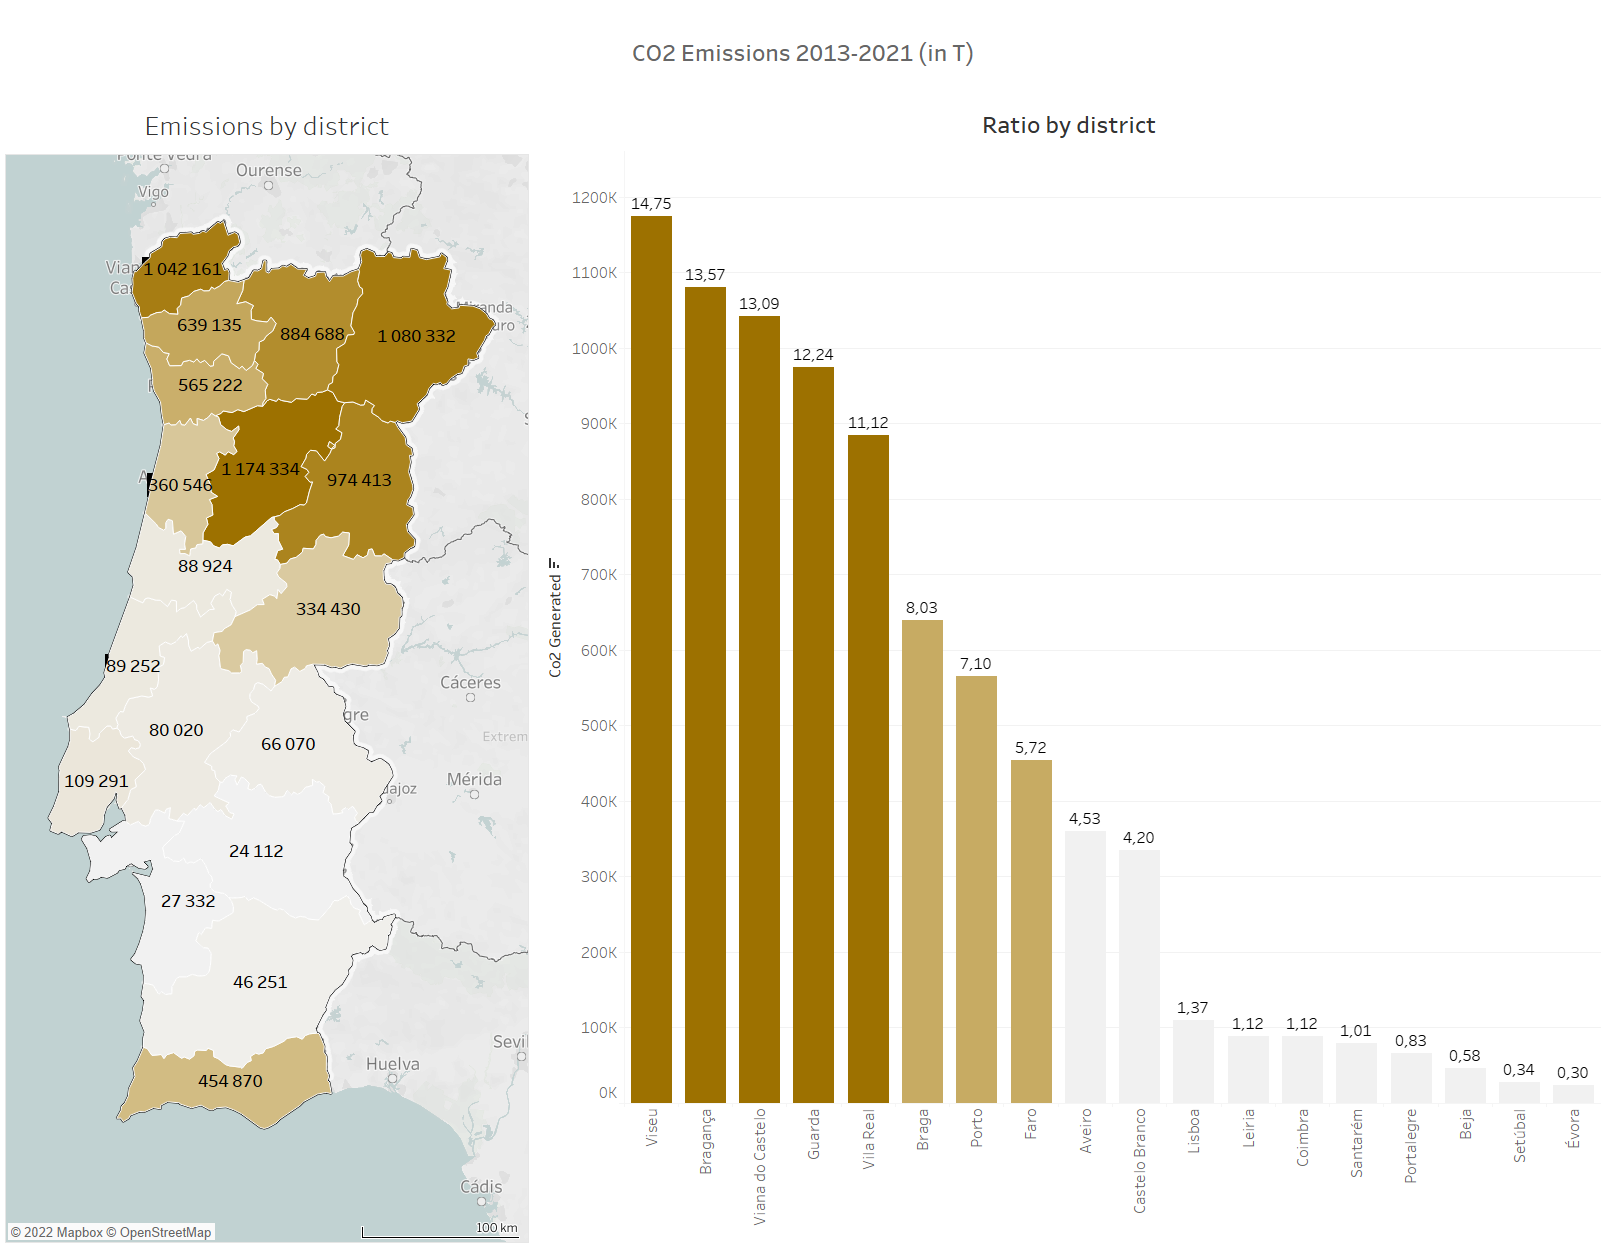 CO2 Emissions 2013-2021 (in T)
Emissions by district
Ourense
Vigo
1 042 161
639 135
884 688
1 080 332
565 222
1 174 334
974 413
360 546
88 924
334 430
89 252
Cáceres
80 020
66 070
Extrem
109 291
Mérida
24 112
27 332
46 251
Sevil
Huelva
454 870
Cádis
100 km
© 2022 Mapbox © OpenStreetMap
Ratio by district
Co2 Generated
1200K
1100K
1000K
900K
800K
700K
600K
500K
400K
300K
200K
100K
0K
14,75
13,57
13,09
12,24
11,12
8,03
7,10
5,72
4,53
4,20
1,37
1,12
1,12
1,01
0,83
0,58
0,34
0,30
Viseu
Bragança
Viana do Castelo
Guarda
Vila Real
Braga
Porto
Faro
Aveiro
Castelo Branco
Lisboa
Leiria
Coimbra
Santarém
Portalegre
Beja
Setúbal
Évora